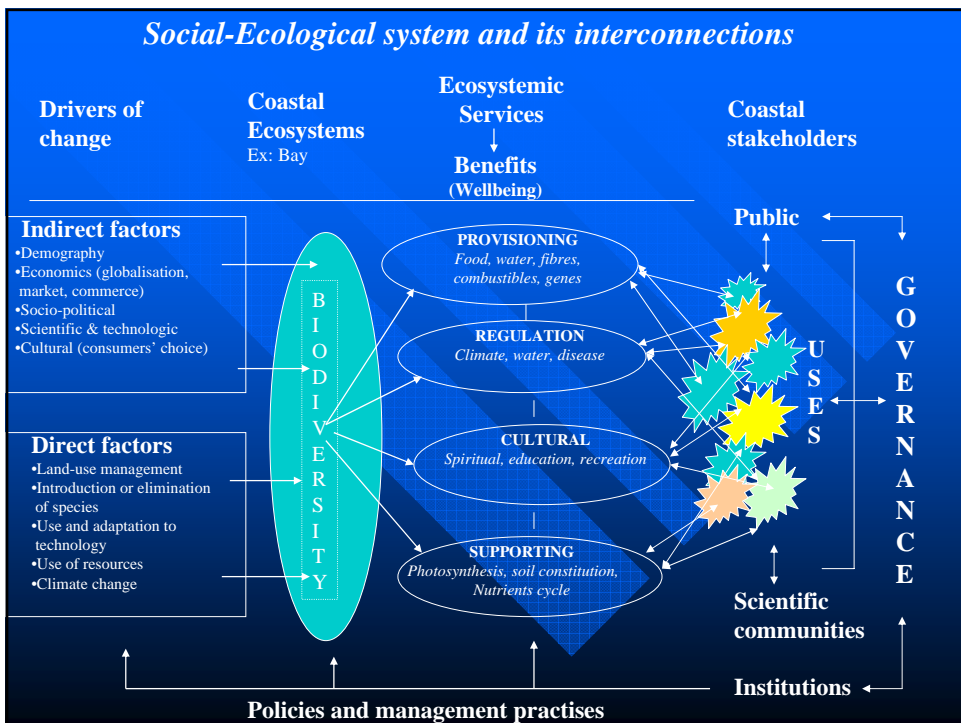 Social-Ecological system and its interconnections
Drivers of
change
Coastal
Ecosystems
Ex: Bay
Ecosystemic
Services
Benefits
(Wellbeing)
Coastal
stakeholders
Indirect factors
•Demography
•Economics (globalisation,
market, commerce)
•Socio-political
•Scientific & technologic
•Cultural (consumers' choice)
Direct factors
•Land-use management
•Introduction or elimination
of species
•Use and adaptation to
technology
•Use of resources
•Climate change
BIODIVERSITY
PROVISIONING
Food, water, fibres,
combustibles, genes
REGULATION
Climate, water, disease
CULTURAL
Spiritual, education, recreation
SUPPORTING
Photosynthesis, soil constitution,
Nutrients cycle
Public
USES
GOVERNANCE
Scientific
communities
Institutions
Policies and management practises